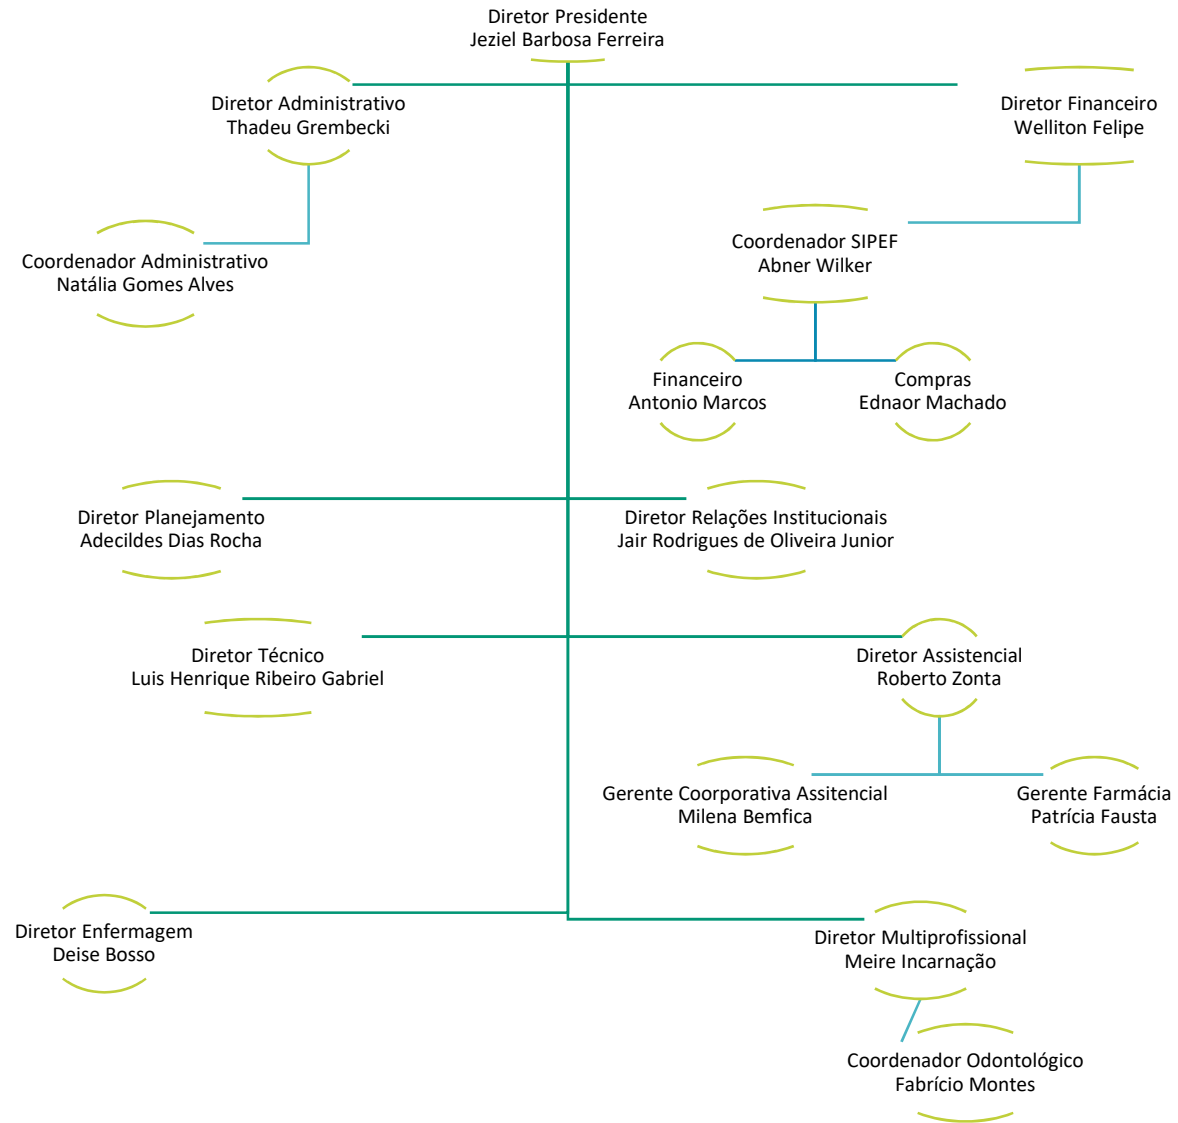 Diretor Presidente
Jeziel Barbosa Ferreira
Diretor Administrativo
Thadeu Grembecki
Diretor Financeiro
Welliton Felipe
Coordenador Administrativo
Natália Gomes Alves
Coordenador SIPEF
Abner Wilker
Financeiro
Antonio Marcos
Compras
Ednaor Machado
Diretor Planejamento
Adecildes Dias Rocha
Diretor Relações Institucionais
Jair Rodrigues de Oliveira Junior
Diretor Técnico
Luis Henrique Ribeiro Gabriel
Diretor Assistencial
Roberto Zonta
Gerente Coorporativa Assitencial
Milena Bemfica
Gerente Farmácia
Patrícia Fausta
Diretor Enfermagem
Deise Bosso
Diretor Multiprofissional
Meire Incarnação
Coordenador Odontológico
Fabrício Montes